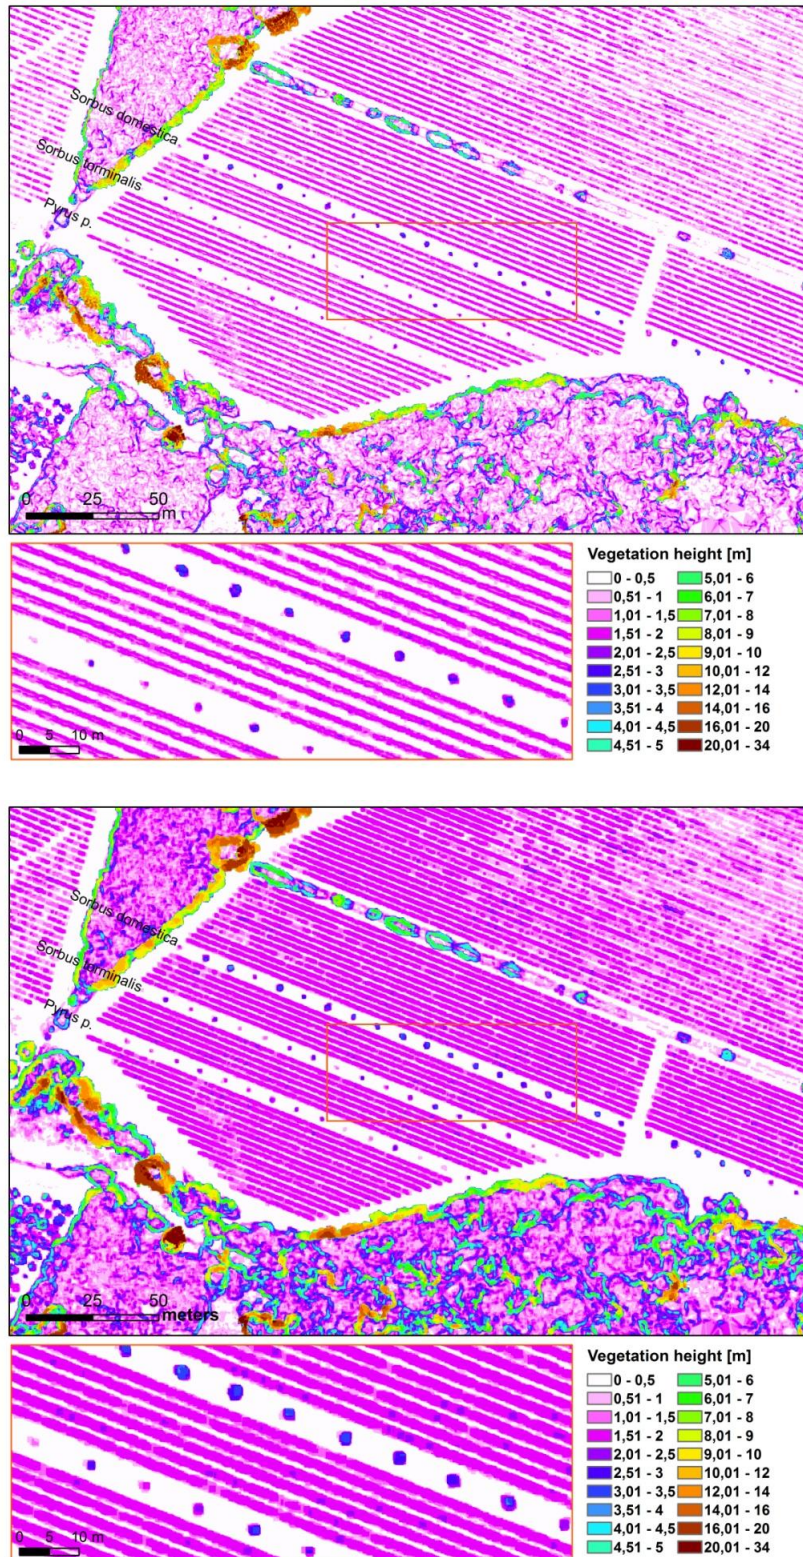 Sorbus domestica
Sorbus torminalis
Pyrus p.
0 25 50
m
0 5 10 m
Vegetation height [m]
0 - 0,5 5,01 - 6
0,51 - 1 6,01 - 7
1,01 - 1,5 7,01 - 8
1,51 - 2 8,01 - 9
2,01 - 2,5 9,01 - 10
2,51 - 3 10,01 - 12
3,01 - 3,5 12,01 - 14
3,51 - 4 14,01 - 16
4,01 - 4,5 16,01 - 20
4,51 - 5 20,01 - 34
Sorbus domestica
Sorbus torminalis
Pyrus p.
0 25 50
meters
0 5 10 m
Vegetation height [m]
0 - 0,5 5,01 - 6
0,51 - 1 6,01 - 7
1,01 - 1,5 7,01 - 8
1,51 - 2 8,01 - 9
2,01 - 2,5 9,01 - 10
2,51 - 3 10,01 - 12
3,01 - 3,5 12,01 - 14
3,51 - 4 14,01 - 16
4,01 - 4,5 16,01 - 20
4,51 - 5 20,01 - 34